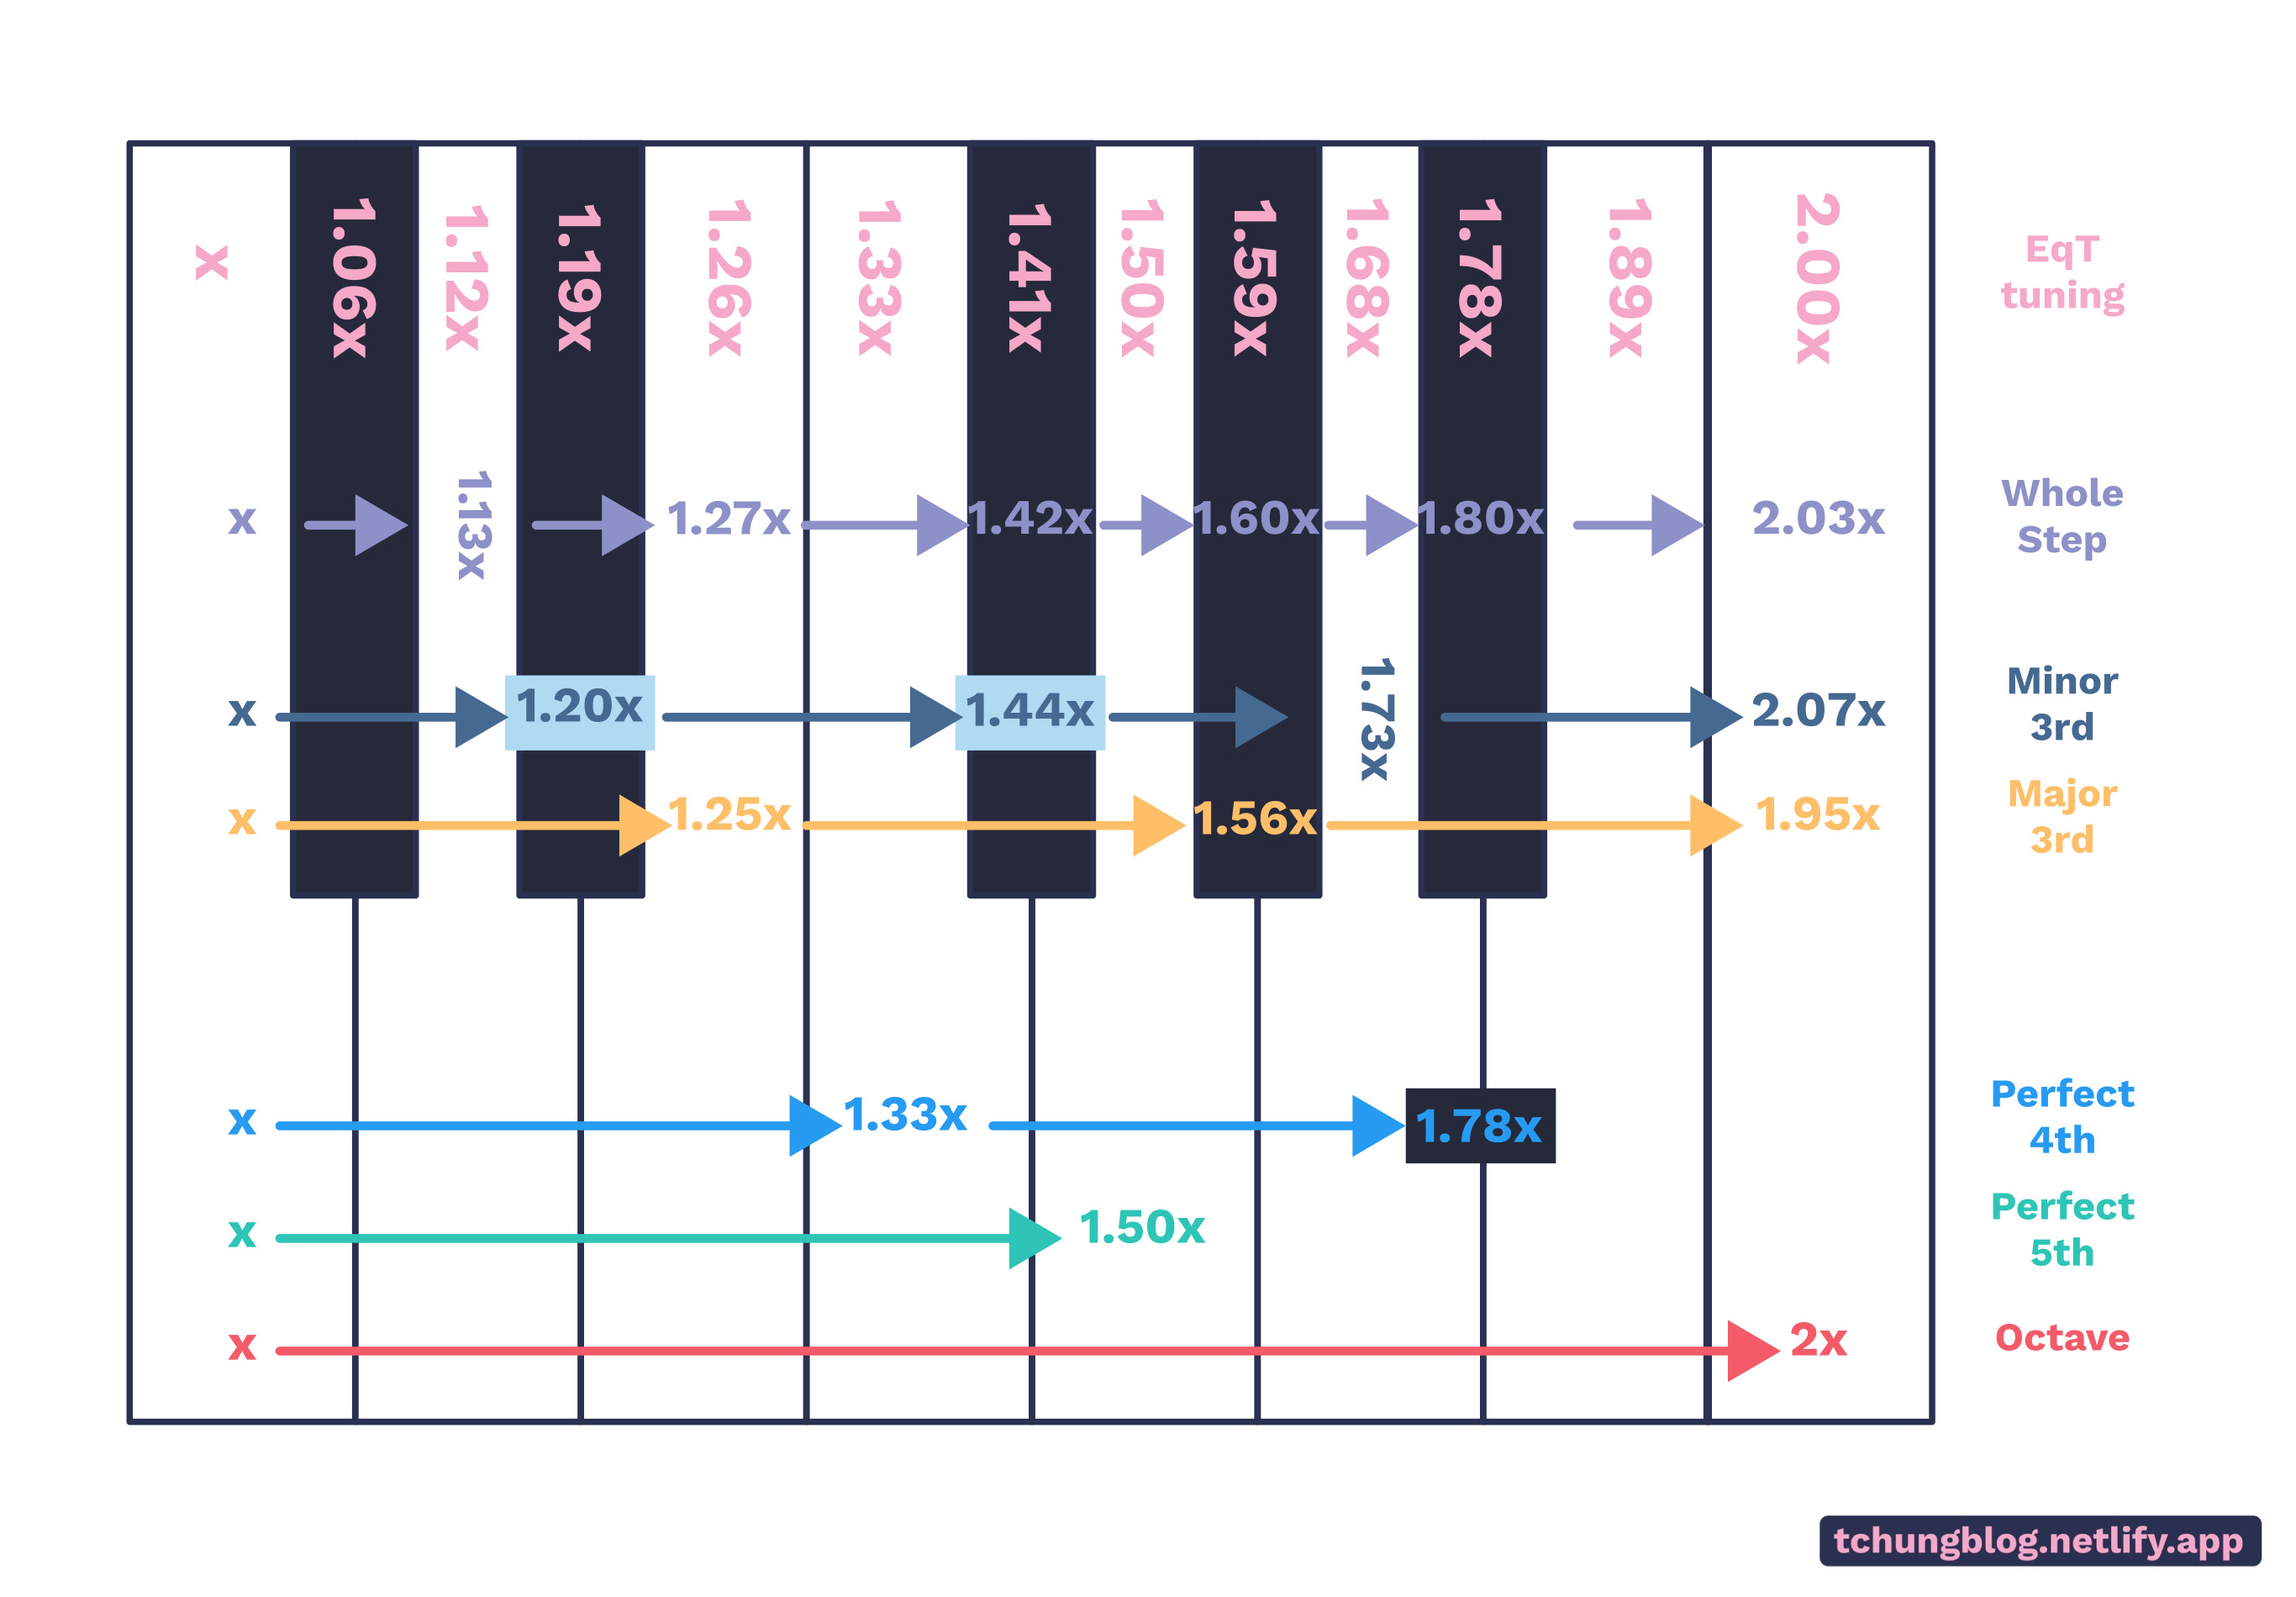 x
1.06x
1.12x
1.19x
1.26x
1.33x
1.41x
1.50x
1.59x
1.68x
1.78x
1.89x
2.00x
EqT
tuning
x
1.13x
1.27x
1.42x
1.60x
1.80x
2.03x
Whole
Step
x
1.20x
1.44x
1.73x
2.07x
Minor
3rd
x
1.25x
1.56x
1.95x
Major
3rd
x
1.33x
1.78x
Perfect
4th
x
1.50x
Perfect
5th
x
2x
Octave
tchungblog.netlify.app